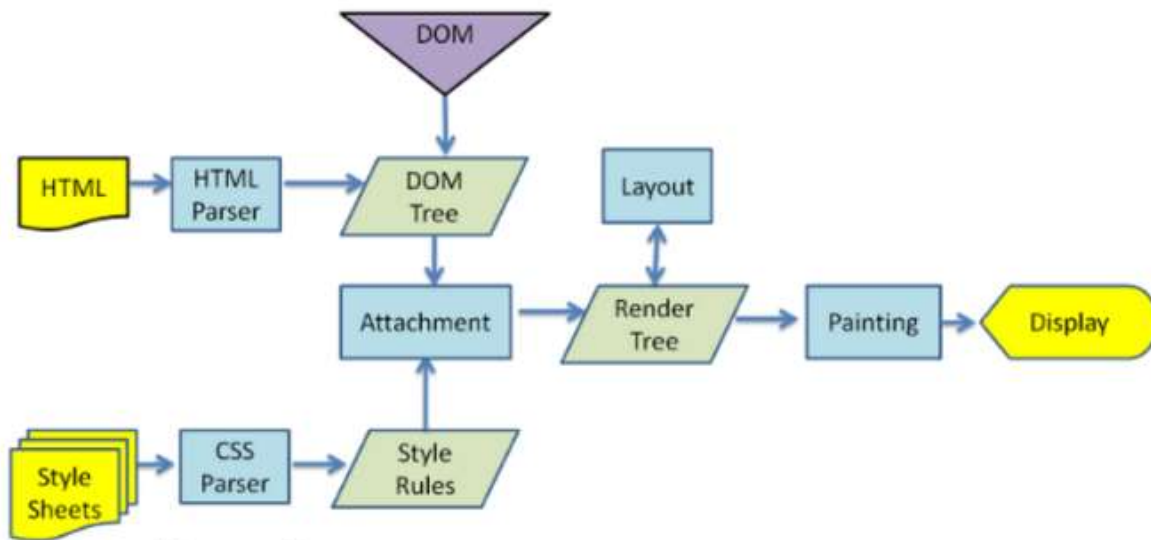 DOM
HTML
HTML
Parser
DOM
Tree
Layout
Attachment
Render
Tree
Painting
Display
Style
Sheets
CSS
Parser
Style
Rules